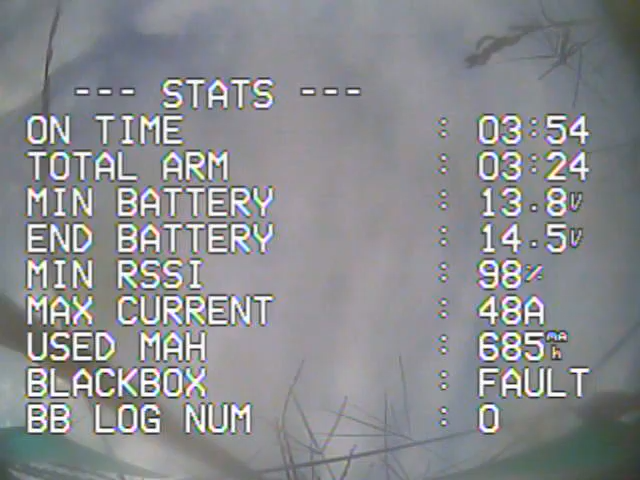 --- STATS ---
ON TIME : 03:54
TOTAL ARM : 03:24
MIN BATTERY : 13.8V
END BATTERY : 14.5V
MIN RSSI : 98%
MAX CURRENT : 48A
USED MAH : 685mAh
BLACKBOX : FAULT
BB LOG NUM : 0